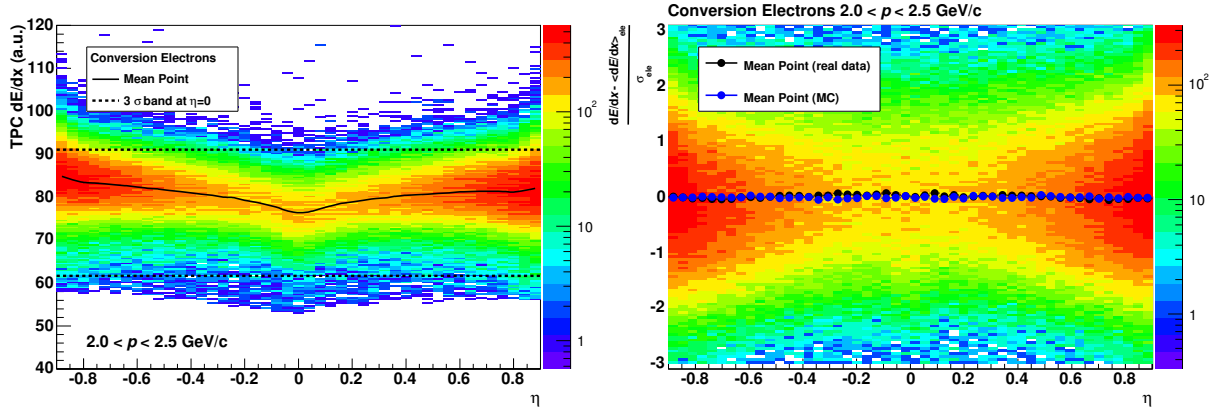 TPC dE/dx (a.u.)
120
110
100
90
80
70
60
50
40
Conversion Electrons
Mean Point
3 σ band at η=0
2.0 < p < 2.5 GeV/c
-0.8 -0.6 -0.4 -0.2 0 0.2 0.4 0.6 0.8
η
10²
10
1
Conversion Electrons 2.0 < p < 2.5 GeV/c
dE/dx - <dE/dx>ele
σele
3
2
1
0
-1
-2
-3
Mean Point (real data)
Mean Point (MC)
-0.8 -0.6 -0.4 -0.2 0 0.2 0.4 0.6 0.8
η
10²
10
1